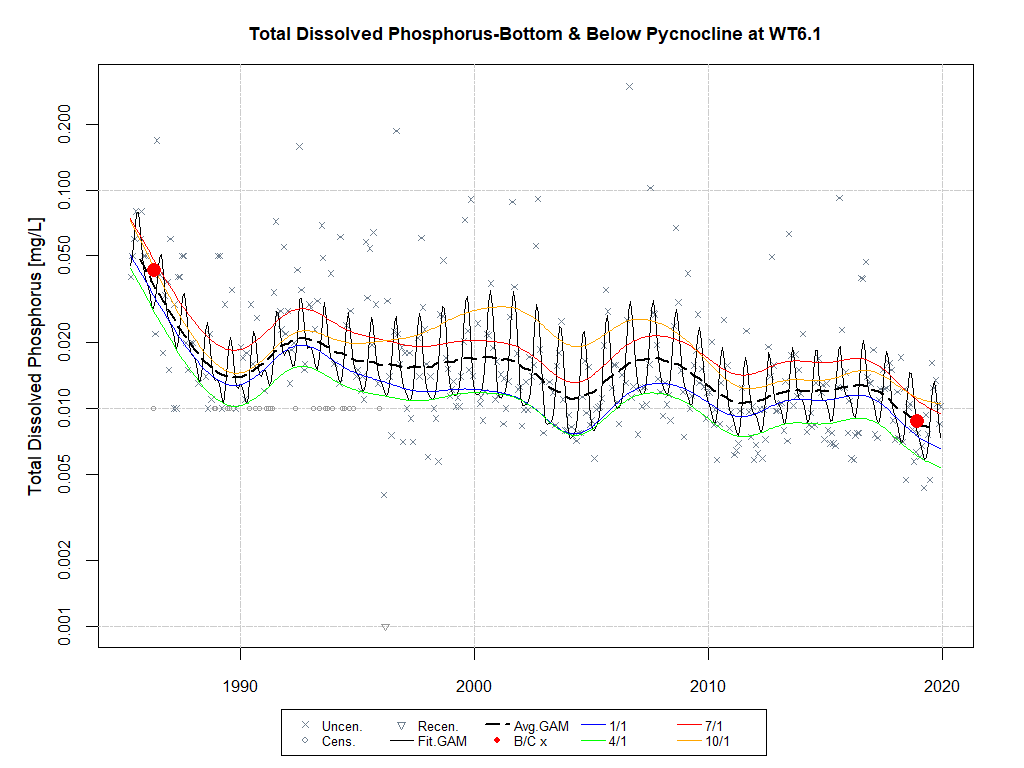 Total Dissolved Phosphorus-Bottom & Below Pycnocline at WT6.1
Total Dissolved Phosphorus [mg/L]
0.200
0.100
0.050
0.020
0.010
0.005
0.002
0.001
1990 2000 2010 2020
Uncen. Recen. Avg.GAM 1/1 7/1
Cens. Fit.GAM B/C x 4/1 10/1